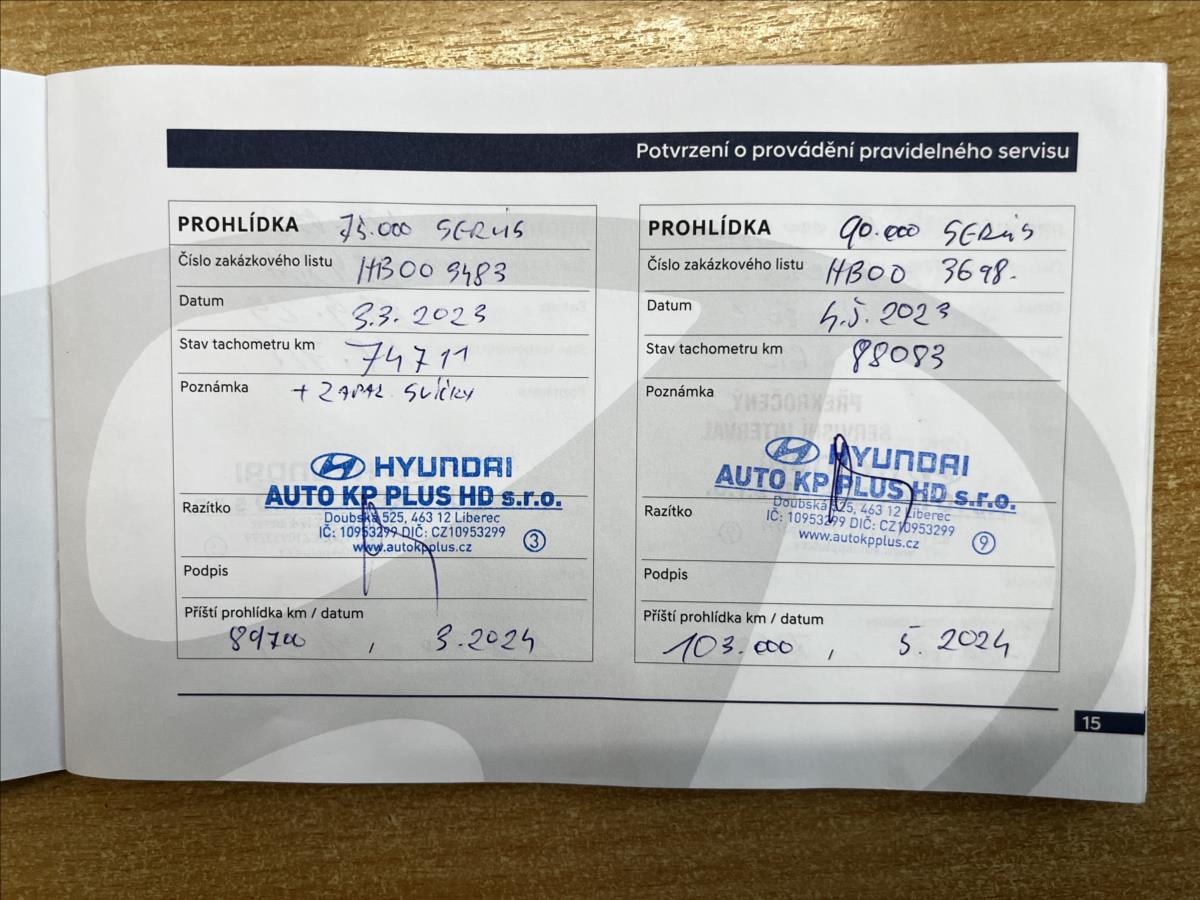 Potvrzení o provádění pravidelného servisu
PROHLÍDKA 75.000 SERVIS
Číslo zakázkového listu HB00 3483
Datum 3.3. 2023
Stav tachometru km 74711
Poznámka + ZAPAL. SVÍČKY
HYUNDAI
AUTO KP PLUS HD s.r.o.
Razítko
Doubská 525, 463 12 Liberec
IČ: 10953299 DIČ: CZ10953299
www.autokpplus.cz 3
Podpis
Příští prohlídka km / datum
89700 , 3.2024
PROHLÍDKA 90.000 SERVIS
Číslo zakázkového listu HB00 3698.
Datum 4.5. 2023
Stav tachometru km 88083
Poznámka
PŘEKROČENÝ
SERVISNÍ INTERVAL
HYUNDAI
AUTO KP PLUS HD s.r.o.
Razítko
Doubská 525, 463 12 Liberec
IČ: 10953299 DIČ: CZ10953299
www.autokpplus.cz 9
Podpis
Příští prohlídka km / datum
103.000 , 5. 2024
15